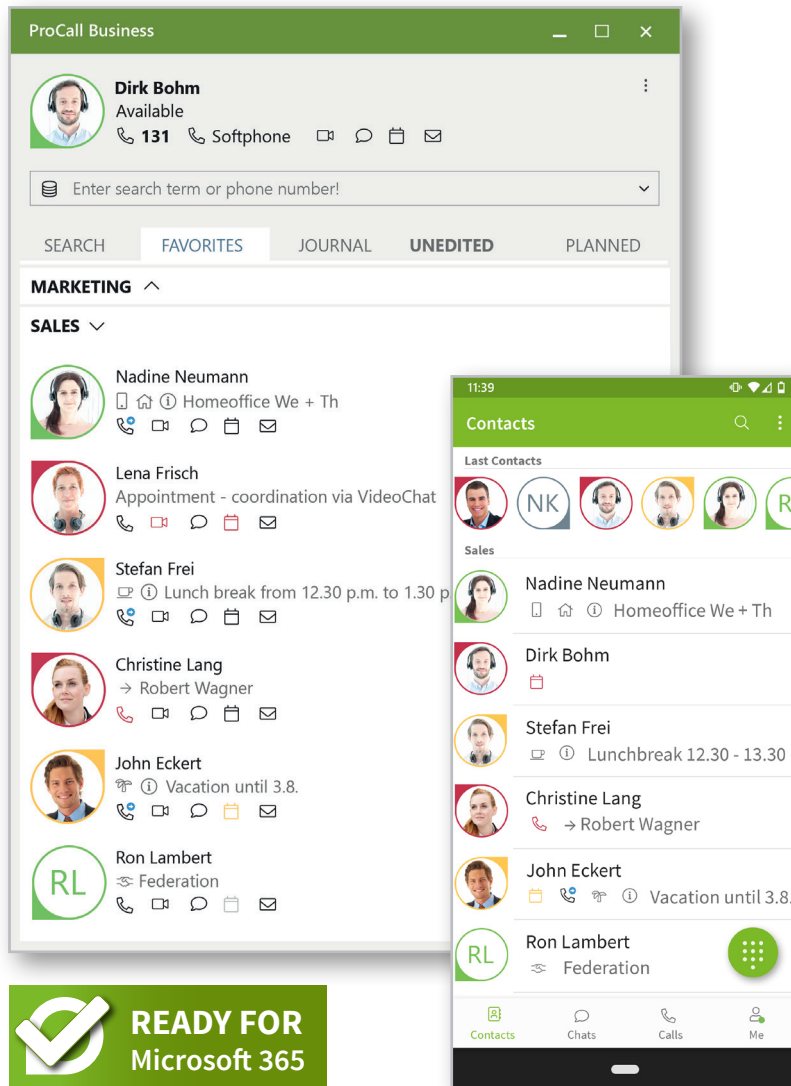 ProCall Business
Dirk Bohm
Available
131 Softphone
Enter search term or phone number!
SEARCH FAVORITES JOURNAL UNEDITED PLANNED
MARKETING
SALES
Nadine Neumann
Homeoffice We + Th
Lena Frisch
Appointment - coordination via VideoChat
Stefan Frei
Lunch break from 12.30 p.m. to 1.30 p
Christine Lang
→ Robert Wagner
John Eckert
Vacation until 3.8.
RL
Ron Lambert
Federation
11:39
Contacts
Last Contacts
NK
R
Sales
Nadine Neumann
Homeoffice We + Th
Dirk Bohm
Stefan Frei
Lunchbreak 12.30 - 13.30
Christine Lang
→ Robert Wagner
John Eckert
Vacation until 3.8.
RL
Ron Lambert
Federation
Contacts Chats Calls Me
READY FOR
Microsoft 365